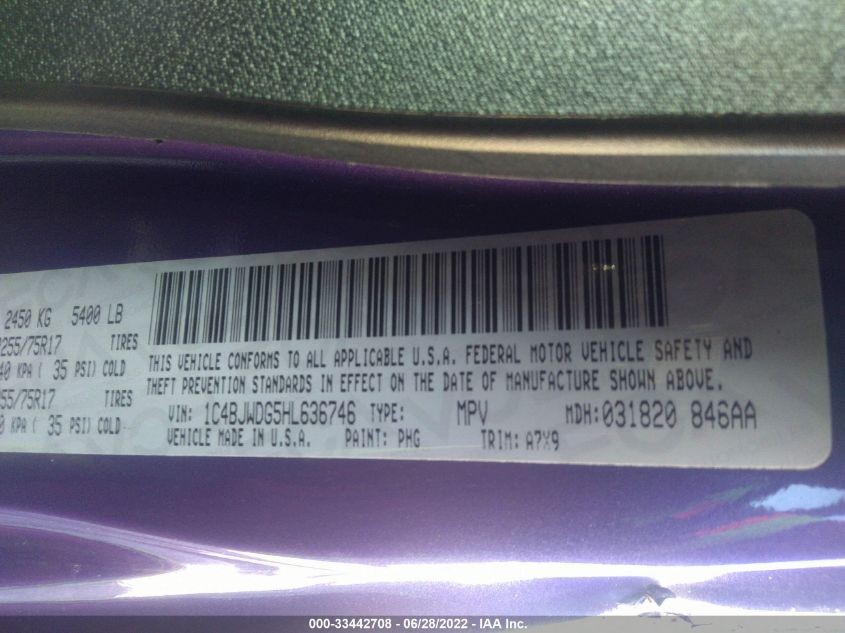 2450 KG 5400 LB
255/75R17 TIRES
40 KPA ( 35 PSI) COLD
255/75R17 TIRES
0 KPA ( 35 PSI) COLD
THIS VEHICLE CONFORMS TO ALL APPLICABLE U.S.A. FEDERAL MOTOR VEHICLE SAFETY AND
THEFT PREVENTION STANDARDS IN EFFECT ON THE DATE OF MANUFACTURE SHOWN ABOVE.
VIN: 1C4BJWDG5HL636746 TYPE: MPV MDH:031820 846AA
VEHICLE MADE IN U.S.A. PAINT: PHG TRIM: A7X9
000-33442708 - 06/28/2022 - IAA Inc.